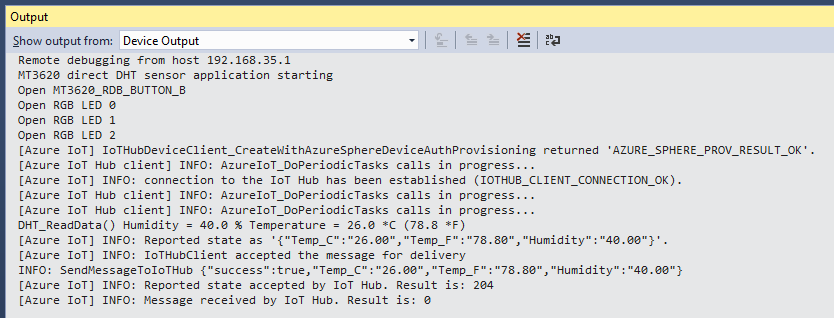 Output
Show output from: Device Output
Remote debugging from host 192.168.35.1
MT3620 direct DHT sensor application starting
Open MT3620_RDB_BUTTON_B
Open RGB LED 0
Open RGB LED 1
Open RGB LED 2
[Azure IoT] IoTHubDeviceClient_CreateWithAzureSphereDeviceAuthProvisioning returned 'AZURE_SPHERE_PROV_RESULT_OK'.
[Azure IoT Hub client] INFO: AzureIoT_DoPeriodicTasks calls in progress...
[Azure IoT] INFO: connection to the IoT Hub has been established (IOTHUB_CLIENT_CONNECTION_OK).
[Azure IoT Hub client] INFO: AzureIoT_DoPeriodicTasks calls in progress...
[Azure IoT Hub client] INFO: AzureIoT_DoPeriodicTasks calls in progress...
DHT_ReadData() Humidity = 40.0 % Temperature = 26.0 *C (78.8 *F)
[Azure IoT] INFO: Reported state as '{"Temp_C":"26.00","Temp_F":"78.80","Humidity":"40.00"}'.
[Azure IoT] INFO: IoTHubClient accepted the message for delivery
INFO: SendMessageToIoTHub {"success":true,"Temp_C":"26.00","Temp_F":"78.80","Humidity":"40.00"}
[Azure IoT] INFO: Reported state accepted by IoT Hub. Result is: 204
[Azure IoT] INFO: Message received by IoT Hub. Result is: 0